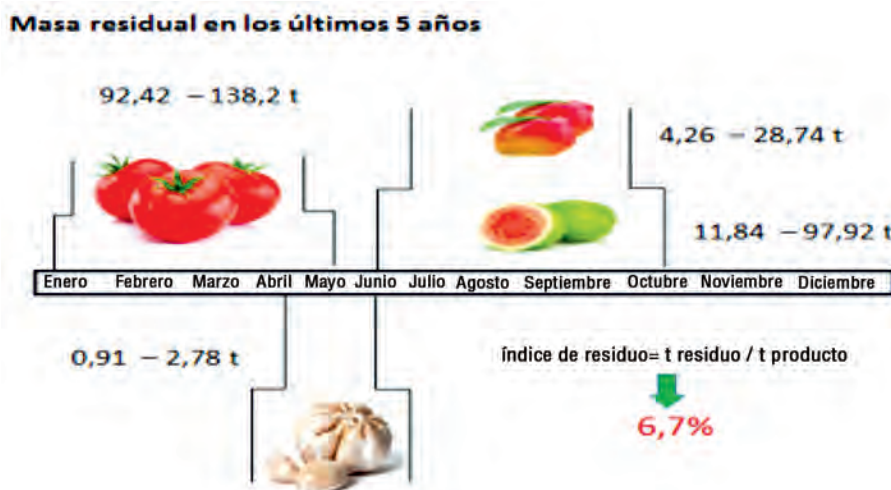 Masa residual en los últimos 5 años
92,42 – 138,2 t
4,26 – 28,74 t
11,84 – 97,92 t
Enero Febrero Marzo Abril Mayo Junio Julio Agosto Septiembre Octubre Noviembre Diciembre
0,91 – 2,78 t
índice de residuo= t residuo / t producto
6,7%